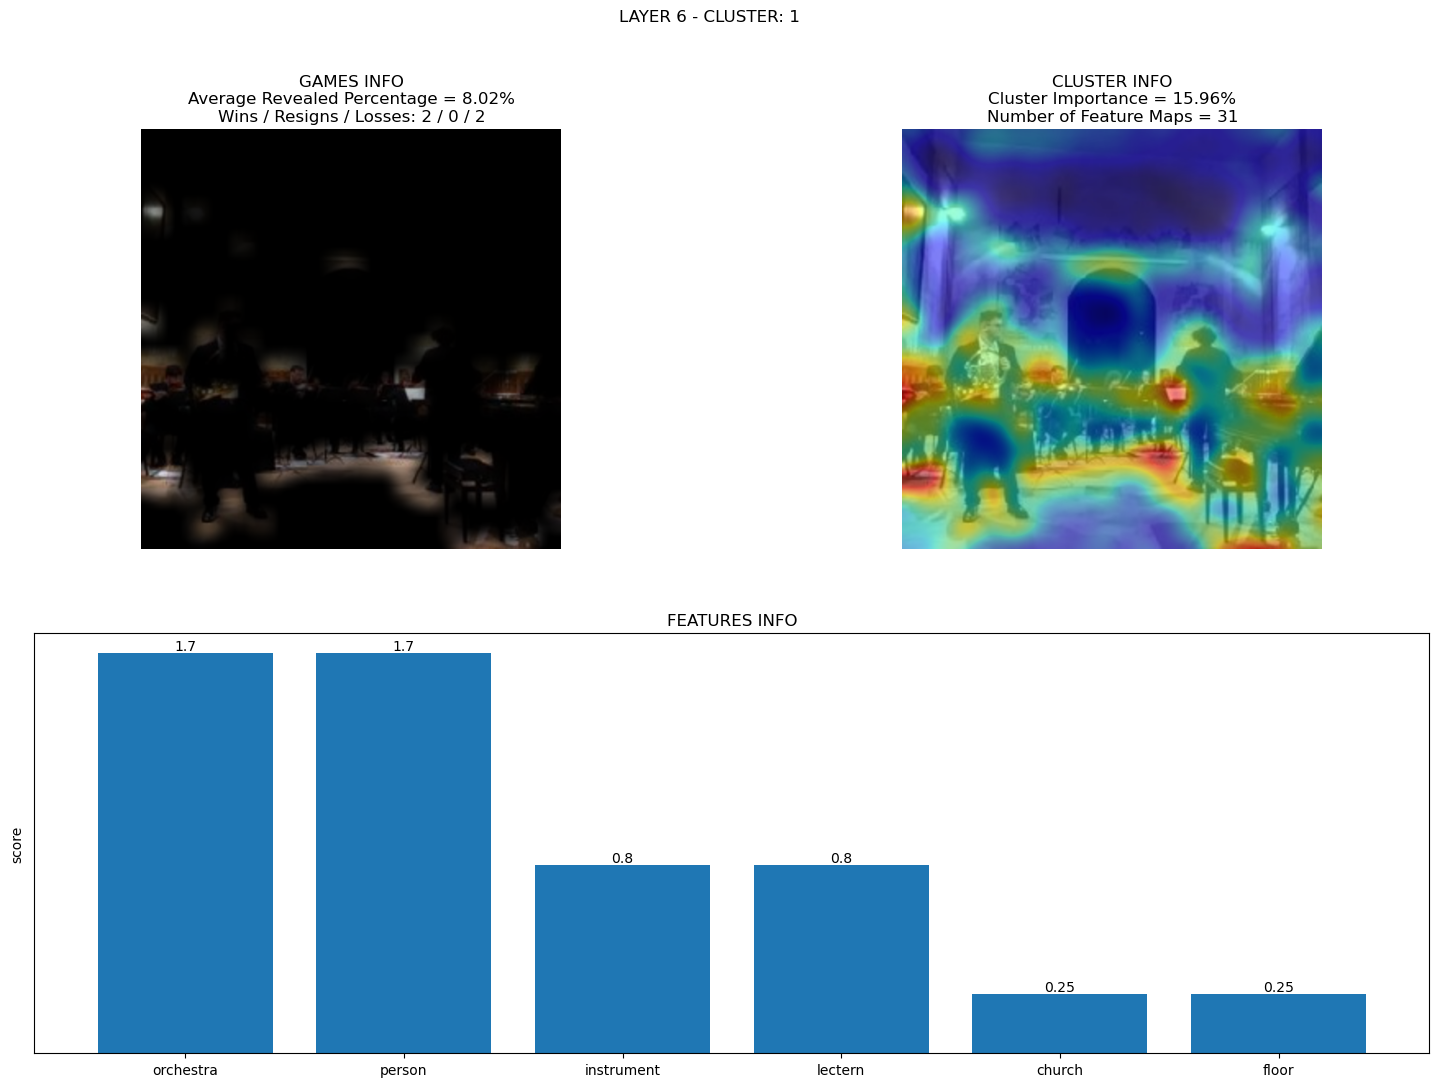 LAYER 6 - CLUSTER: 1
GAMES INFO
Average Revealed Percentage = 8.02%
Wins / Resigns / Losses: 2 / 0 / 2
CLUSTER INFO
Cluster Importance = 15.96%
Number of Feature Maps = 31
FEATURES INFO
score
1.7
1.7
0.8
0.8
0.25
0.25
orchestra
person
instrument
lectern
church
floor